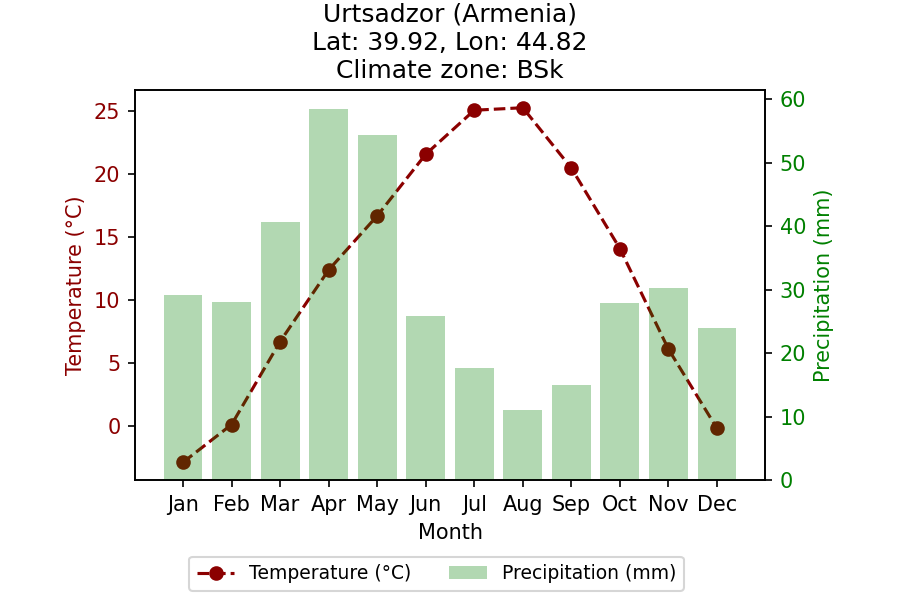 Urtsadzor (Armenia)
Lat: 39.92, Lon: 44.82
Climate zone: BSk
Temperature (°C)
25
20
15
10
5
0
Precipitation (mm)
60
50
40
30
20
10
0
Jan Feb Mar Apr May Jun Jul Aug Sep Oct Nov Dec
Month
Temperature (°C) Precipitation (mm)